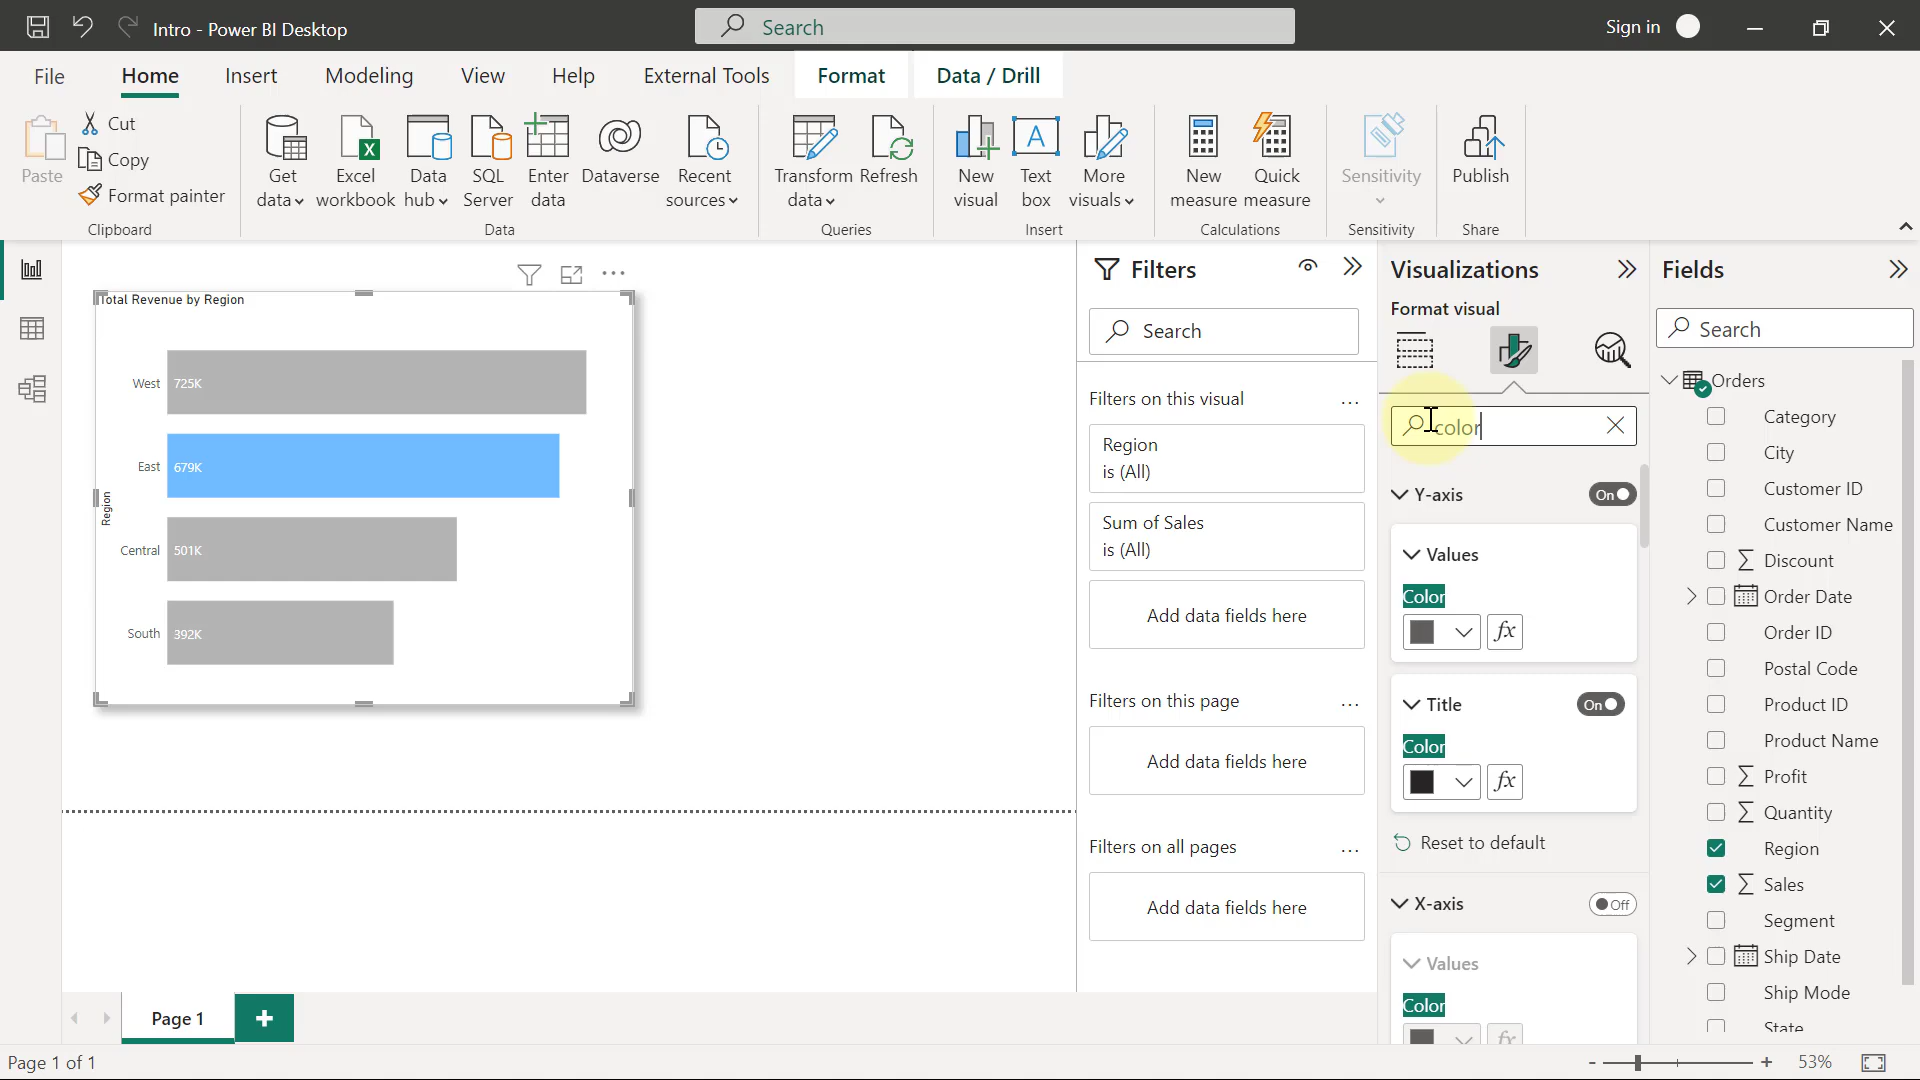 Intro - Power BI Desktop
Search
Sign in
File
Home
Insert
Modeling
View
Help
External Tools
Format
Data / Drill
Paste
Cut
Copy
Format painter
Clipboard
Get
data
Excel
workbook
Data
hub
SQL
Server
Enter
data
Dataverse
Recent
sources
Data
Transform
data
Refresh
Queries
New
visual
Text
box
More
visuals
Insert
New
measure
Quick
measure
Calculations
Sensitivity
Sensitivity
Publish
Share
Total Revenue by Region
Region
West
725K
East
679K
Central
501K
South
392K
Filters
Search
Filters on this visual
...
Region
is (All)
Sum of Sales
is (All)
Add data fields here
Filters on this page
...
Add data fields here
Filters on all pages
...
Add data fields here
Visualizations
Format visual
color
Y-axis
On
Values
Color
fx
Title
On
Color
fx
Reset to default
X-axis
Off
Values
Color
fx
Fields
Search
Orders
Category
City
Customer ID
Customer Name
Σ Discount
Order Date
Order ID
Postal Code
Product ID
Product Name
Σ Profit
Σ Quantity
Region
Σ Sales
Segment
Ship Date
Ship Mode
State
Page 1
+
Page 1 of 1
- + 53%